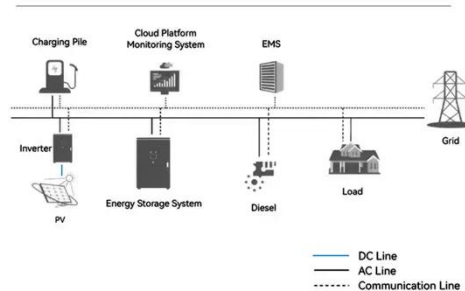 Charging Pile
Cloud Platform
Monitoring System
EMS
Grid
Inverter
PV
Energy Storage System
Diesel
Load
DC Line
AC Line
Communication Line